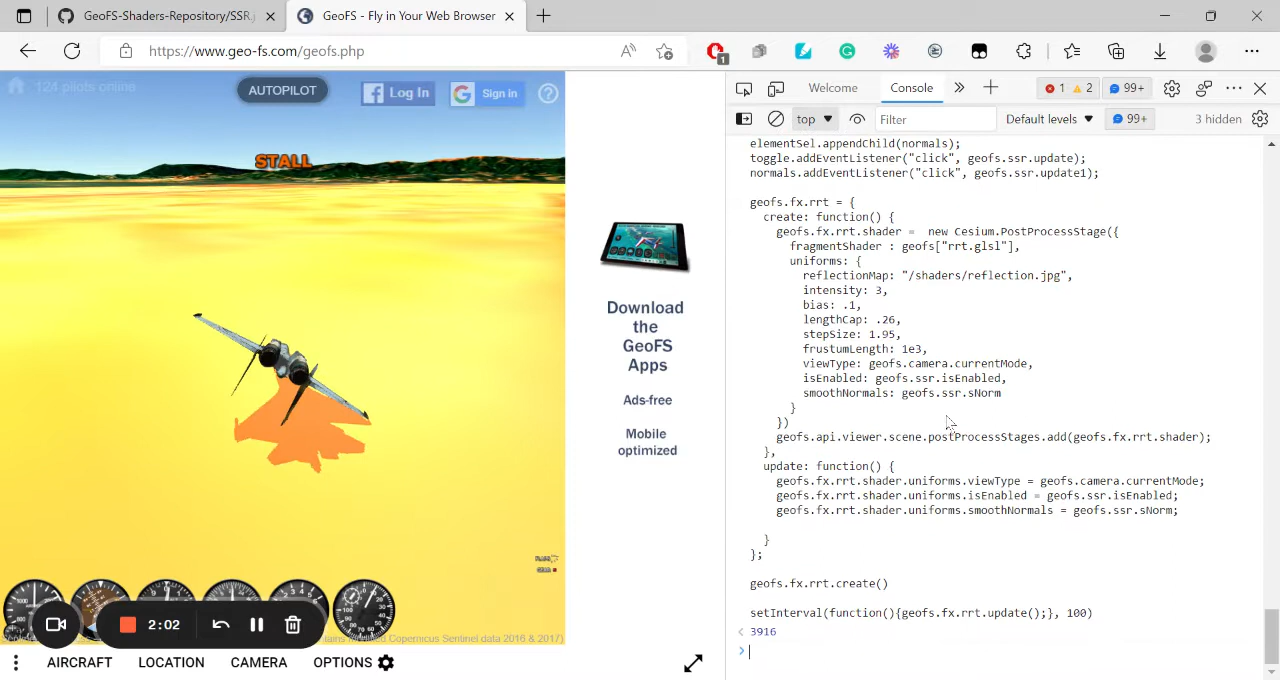 GeoFS-Shaders-Repository/SSR.j
GeoFS - Fly in Your Web Browser
https://www.geo-fs.com/geofs.php
124 pilots online
AUTOPILOT
Log In
Sign in
STALL
Download
the
GeoFS
Apps
Ads-free
Mobile
optimized
2:02
AIRCRAFT
LOCATION
CAMERA
OPTIONS
Welcome
Console
1
2
99+
top
Filter
Default levels
99+
3 hidden
elementSel.appendChild(normals);
toggle.addEventListener("click", geofs.ssr.update);
normals.addEventListener("click", geofs.ssr.update1);
geofs.fx.rrt = {
create: function() {
geofs.fx.rrt.shader =  new Cesium.PostProcessStage({
fragmentShader : geofs["rrt.glsl"],
uniforms: {
reflectionMap: "/shaders/reflection.jpg",
intensity: 3,
bias: .1,
lengthCap: .26,
stepSize: 1.95,
frustumLength: 1e3,
viewType: geofs.camera.currentMode,
isEnabled: geofs.ssr.isEnabled,
smoothNormals: geofs.ssr.sNorm
}
})
geofs.api.viewer.scene.postProcessStages.add(geofs.fx.rrt.shader);
},
update: function() {
geofs.fx.rrt.shader.uniforms.viewType = geofs.camera.currentMode;
geofs.fx.rrt.shader.uniforms.isEnabled = geofs.ssr.isEnabled;
geofs.fx.rrt.shader.uniforms.smoothNormals = geofs.ssr.sNorm;
}
};
geofs.fx.rrt.create()
setInterval(function(){geofs.fx.rrt.update();}, 100)
3916